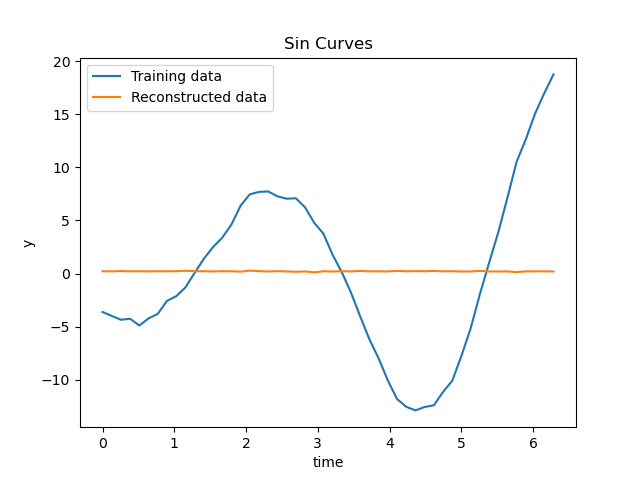 Sin Curves
Training data
Reconstructed data
20
15
10
5
0
−5
−10
y
0 1 2 3 4 5 6
time